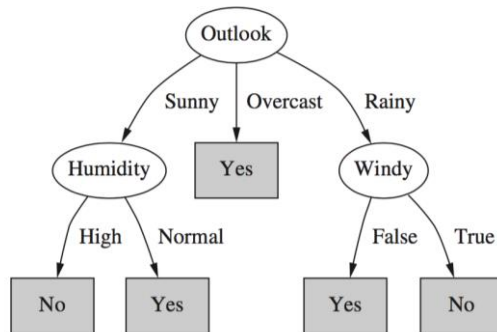 Outlook
Sunny Overcast Rainy
Humidity Yes Windy
High Normal False True
No Yes Yes No